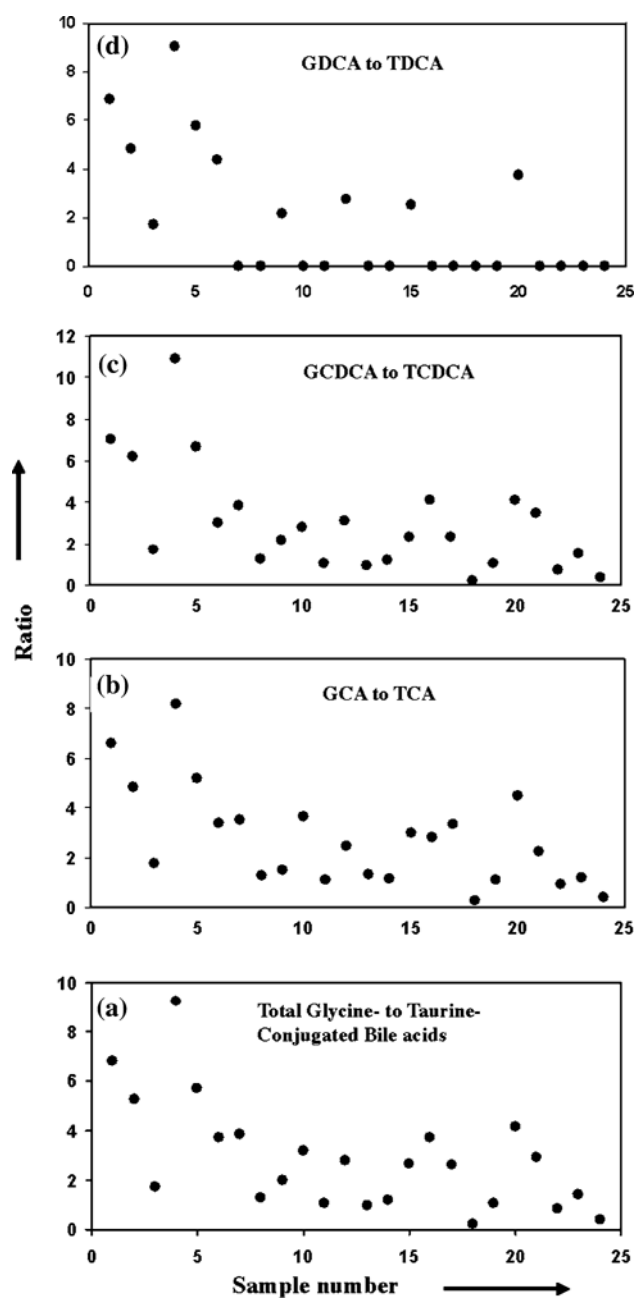 (d)
GDCA to TDCA
10
8
6
4
2
0
0 5 10 15 20 25
(c)
GCDCA to TCDCA
12
10
8
6
4
2
0
0 5 10 15 20 25
Ratio
(b)
GCA to TCA
10
8
6
4
2
0
0 5 10 15 20 25
(a)
Total Glycine- to Taurine-
Conjugated Bile acids
10
8
6
4
2
0
0 5 10 15 20 25
Sample number